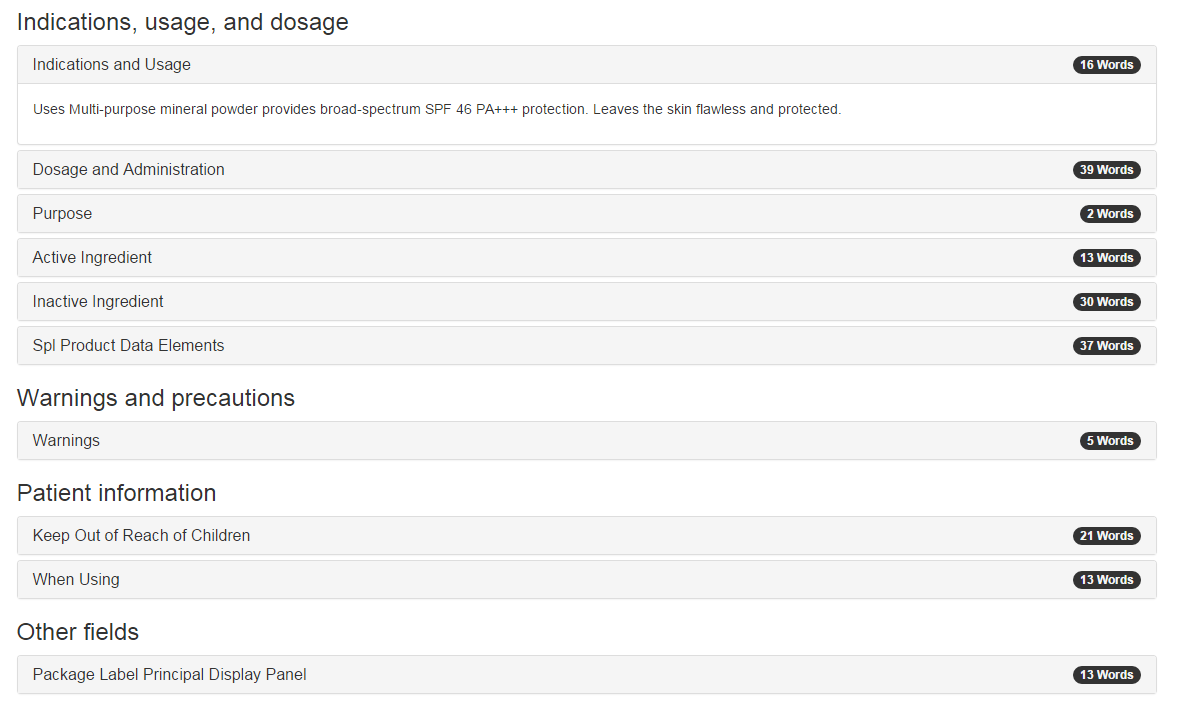 Indications, usage, and dosage
Indications and Usage 16 Words
Uses Multi-purpose mineral powder provides broad-spectrum SPF 46 PA+++ protection. Leaves the skin flawless and protected.
Dosage and Administration 39 Words
Purpose 2 Words
Active Ingredient 13 Words
Inactive Ingredient 30 Words
Spl Product Data Elements 37 Words
Warnings and precautions
Warnings 5 Words
Patient information
Keep Out of Reach of Children 21 Words
When Using 13 Words
Other fields
Package Label Principal Display Panel 13 Words